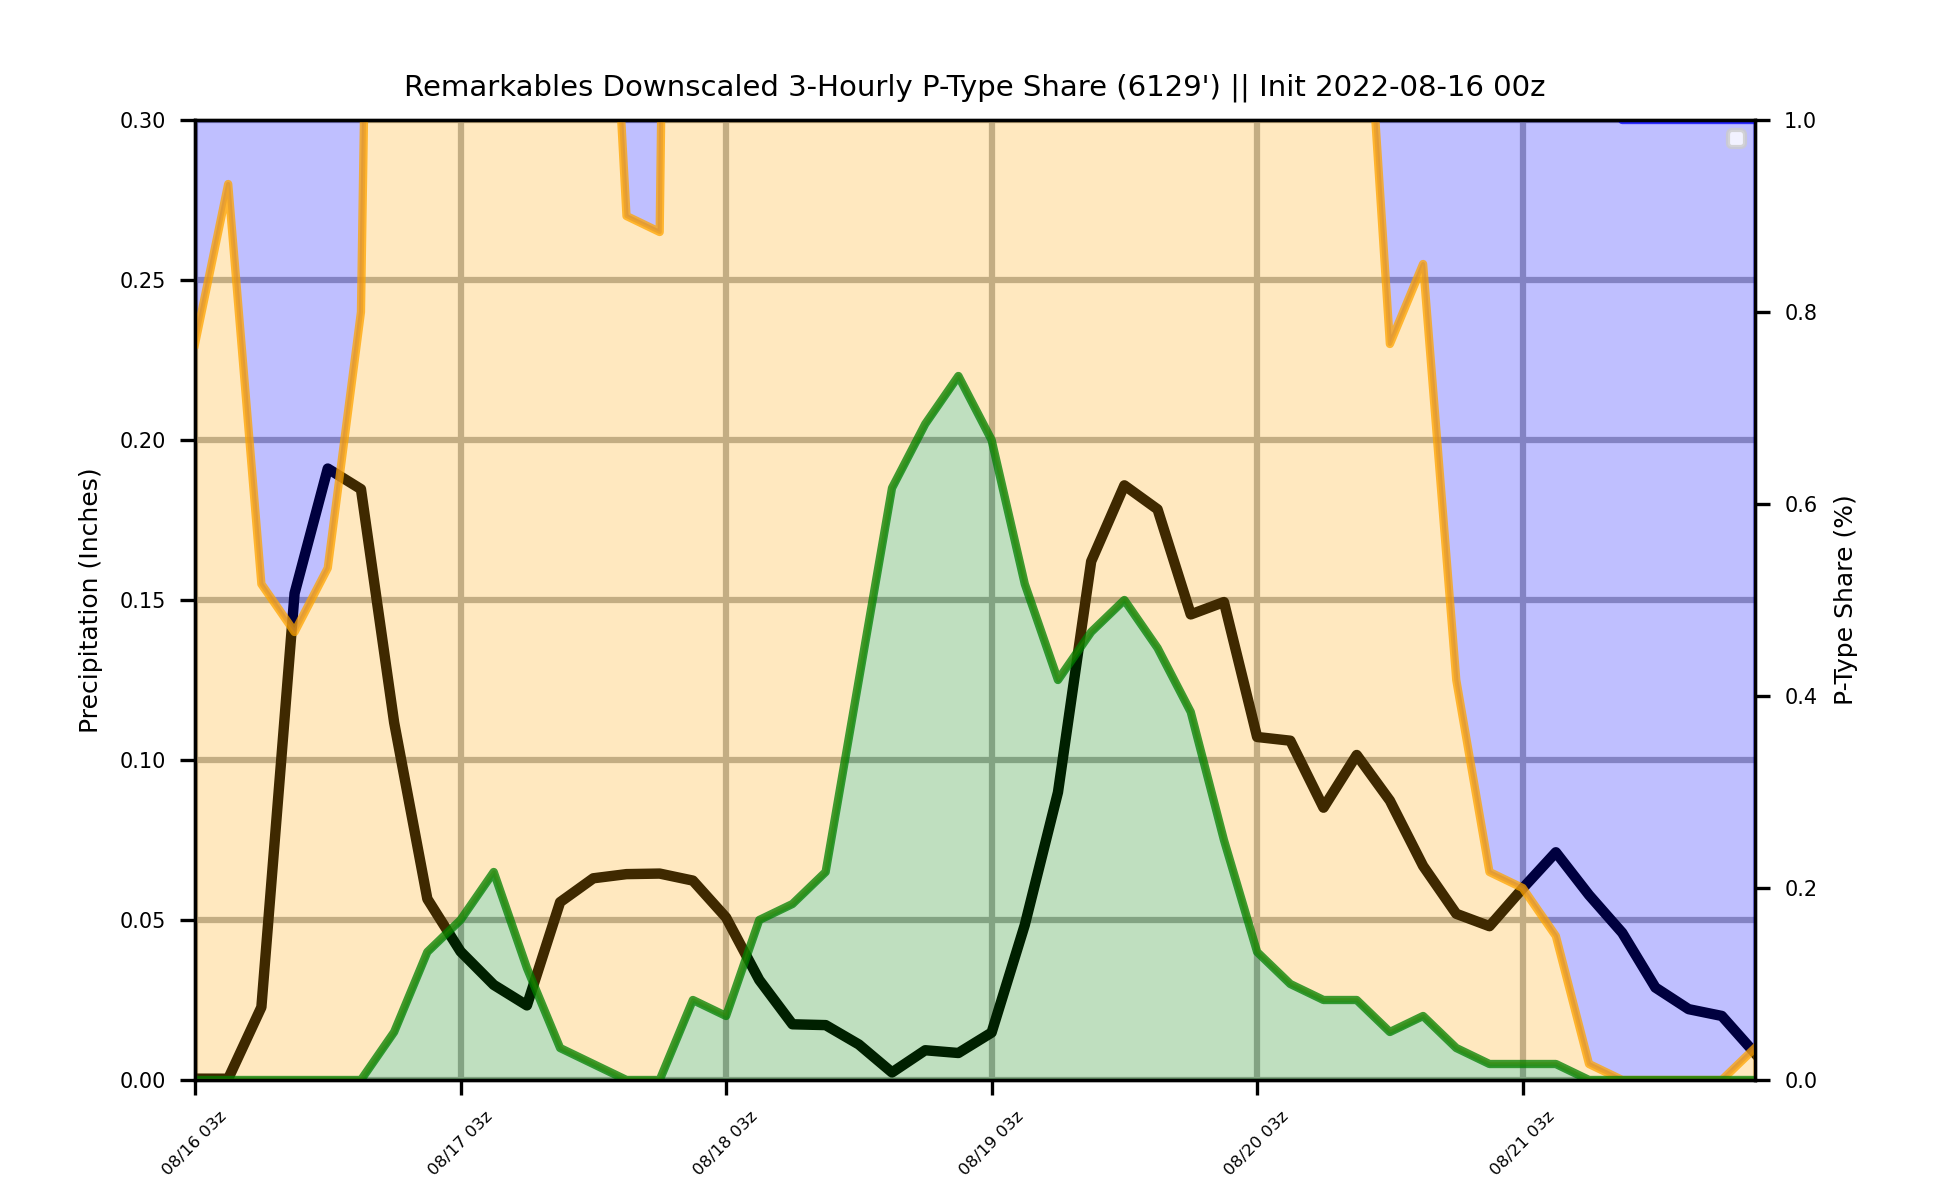 Remarkables Downscaled 3-Hourly P-Type Share (6129') || Init 2022-08-16 00z
0.30
0.25
0.20
0.15
0.10
0.05
0.00
Precipitation (Inches)
1.0
0.8
0.6
0.4
0.2
0.0
P-Type Share (%)
08/16 03z
08/17 03z
08/18 03z
08/19 03z
08/20 03z
08/21 03z